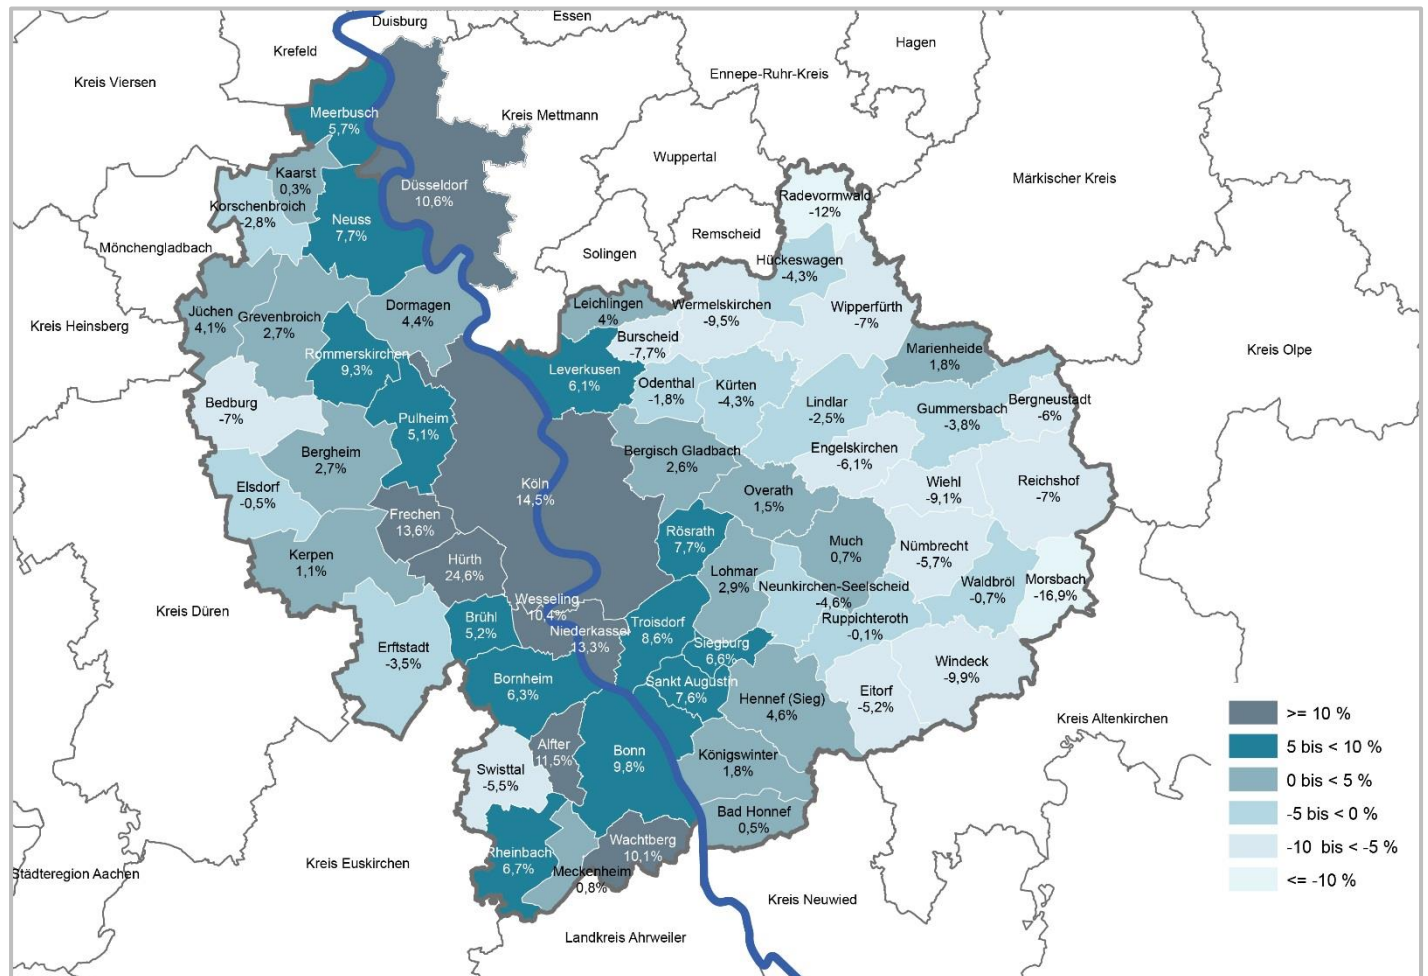 Duisburg
Essen
Krefeld
Hagen
Kreis Viersen
Ennepe-Ruhr-Kreis
Meerbusch
5,7%
Kreis Mettmann
Wuppertal
Kaarst
0,3%
Düsseldorf
10,6%
Märkischer Kreis
Radevormwald
-12%
Korschenbroich
-2,8%
Neuss
7,7%
Remscheid
Mönchengladbach
Solingen
Hückeswagen
-4,3%
Jüchen
4,1%
Grevenbroich
2,7%
Dormagen
4,4%
Leichlingen
4%
Wermelskirchen
-9,5%
Wipperfürth
-7%
Kreis Heinsberg
Burscheid
-7,7%
Marienheide
1,8%
Kreis Olpe
Rommerskirchen
9,3%
Leverkusen
6,1%
Odenthal
-1,8%
Kürten
-4,3%
Lindlar
-2,5%
Gummersbach
-3,8%
Bergneustadt
-6%
Bedburg
-7%
Pulheim
5,1%
Bergheim
2,7%
Bergisch Gladbach
2,6%
Engelskirchen
-6,1%
Elsdorf
-0,5%
Köln
14,5%
Overath
1,5%
Wiehl
-9,1%
Reichshof
-7%
Frechen
13,6%
Rösrath
7,7%
Much
0,7%
Nümbrecht
-5,7%
Kerpen
1,1%
Hürth
24,6%
Lohmar
2,9%
Neunkirchen-Seelscheid
-4,6%
Waldbröl
-0,7%
Morsbach
-16,9%
Kreis Düren
Wesseling
10,4%
Brühl
5,2%
Niederkassel
13,3%
Troisdorf
8,6%
Ruppichteroth
-0,1%
Erftstadt
-3,5%
Siegburg
6,6%
Windeck
-9,9%
Bornheim
6,3%
Sankt Augustin
7,6%
Hennef (Sieg)
4,6%
Eitorf
-5,2%
Kreis Altenkirchen
Alfter
11,5%
Bonn
9,8%
Königswinter
1,8%
Swisttal
-5,5%
Bad Honnef
0,5%
Wachtberg
10,1%
Rheinbach
6,7%
Meckenheim
0,8%
Kreis Euskirchen
Städteregion Aachen
Kreis Neuwied
Landkreis Ahrweiler
>= 10 %
5 bis < 10 %
0 bis < 5 %
-5 bis < 0 %
-10 bis < -5 %
<= -10 %